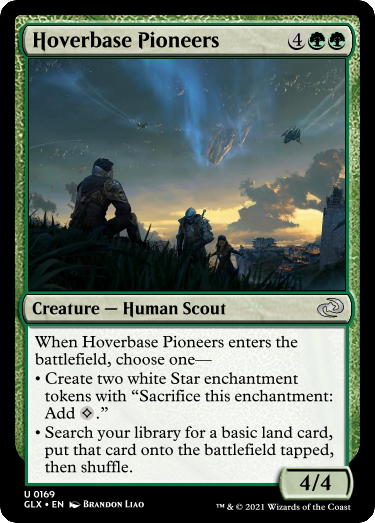 Hoverbase Pioneers 4
Creature — Human Scout
When Hoverbase Pioneers enters the
battlefield, choose one—
• Create two white Star enchantment
tokens with “Sacrifice this enchantment:
Add .”
• Search your library for a basic land card,
put that card onto the battlefield tapped,
then shuffle.
4/4
U 0169
GLX • EN Brandon Liao
™ & © 2021 Wizards of the Coast